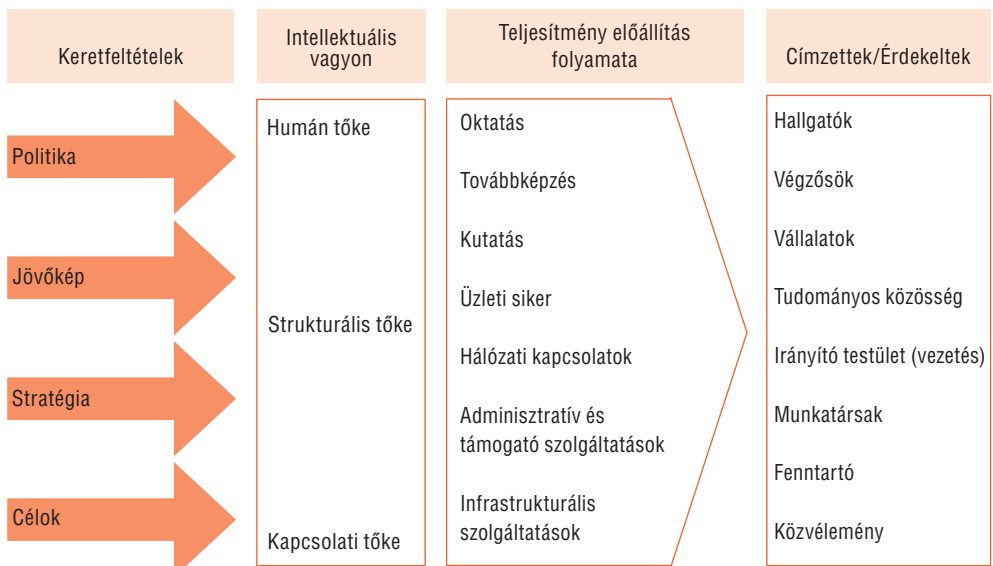 Keretfeltételek
Intellektuális
vagyon
Teljesítmény előállítás
folyamata
Címzettek/Érdekeltek
Politika
Jövőkép
Stratégia
Célok
Humán tőke
Strukturális tőke
Kapcsolati tőke
Oktatás
Továbbképzés
Kutatás
Üzleti siker
Hálózati kapcsolatok
Adminisztratív és
támogató szolgáltatások
Infrastrukturális
szolgáltatások
Hallgatók
Végzősök
Vállalatok
Tudományos közösség
Irányító testület (vezetés)
Munkatársak
Fenntartó
Közvélemény